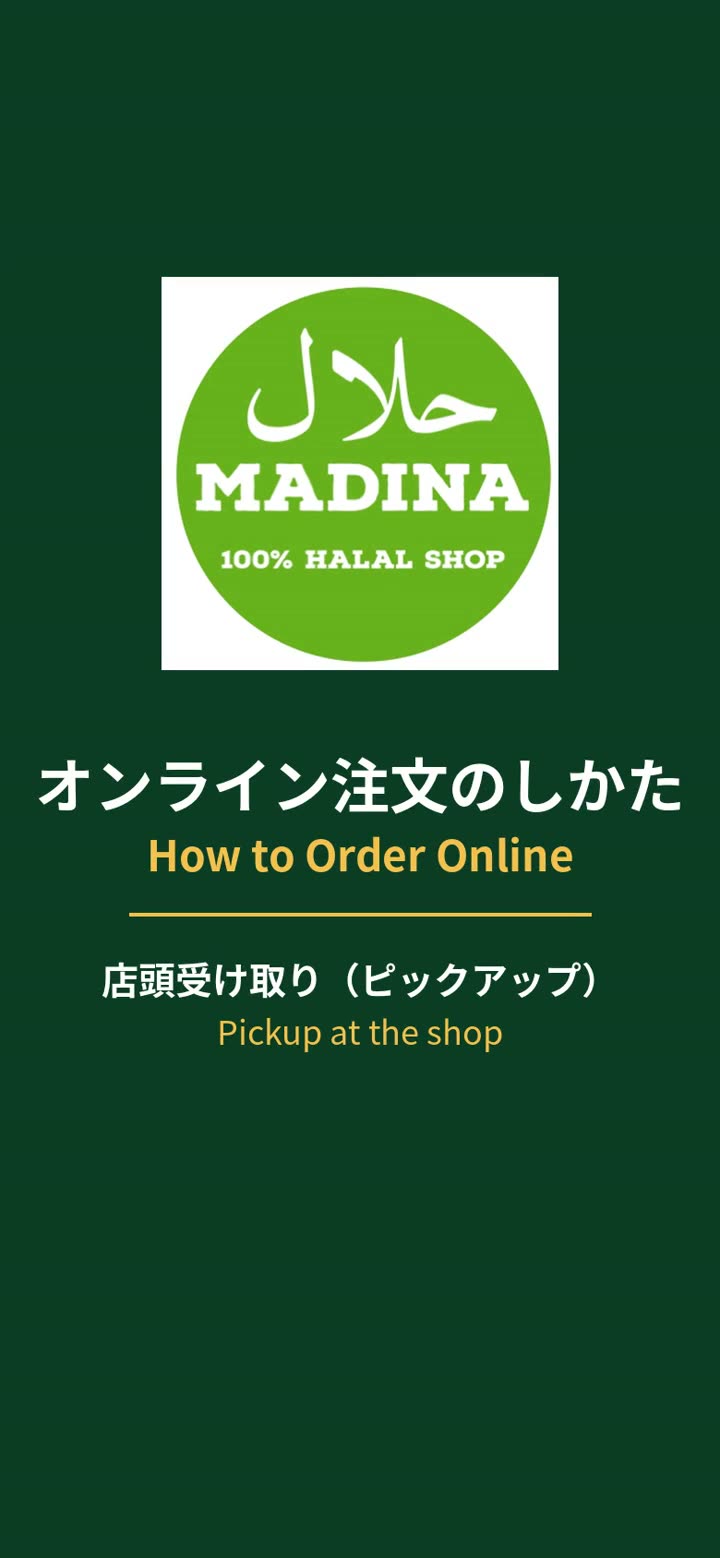 حلال
MADINA
100% HALAL SHOP
オンライン注文のしかた
How to Order Online
店頭受け取り（ピックアップ）
Pickup at the shop